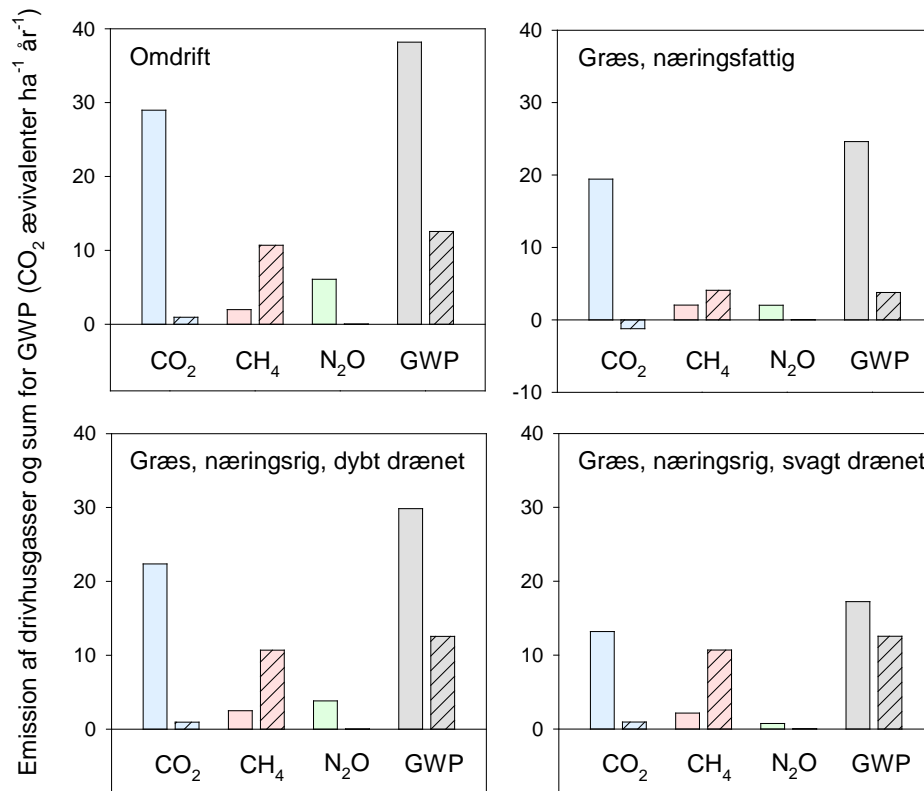 Emission af drivhusgasser og sum for GWP (CO₂ ævivalenter ha⁻¹ år⁻¹)
Omdrift
40
30
20
10
0
CO₂ CH₄ N₂O GWP
Græs, næringsfattig
40
30
20
10
0
-10
CO₂ CH₄ N₂O GWP
Græs, næringsrig, dybt drænet
40
30
20
10
0
CO₂ CH₄ N₂O GWP
Græs, næringsrig, svagt drænet
40
30
20
10
0
CO₂ CH₄ N₂O GWP